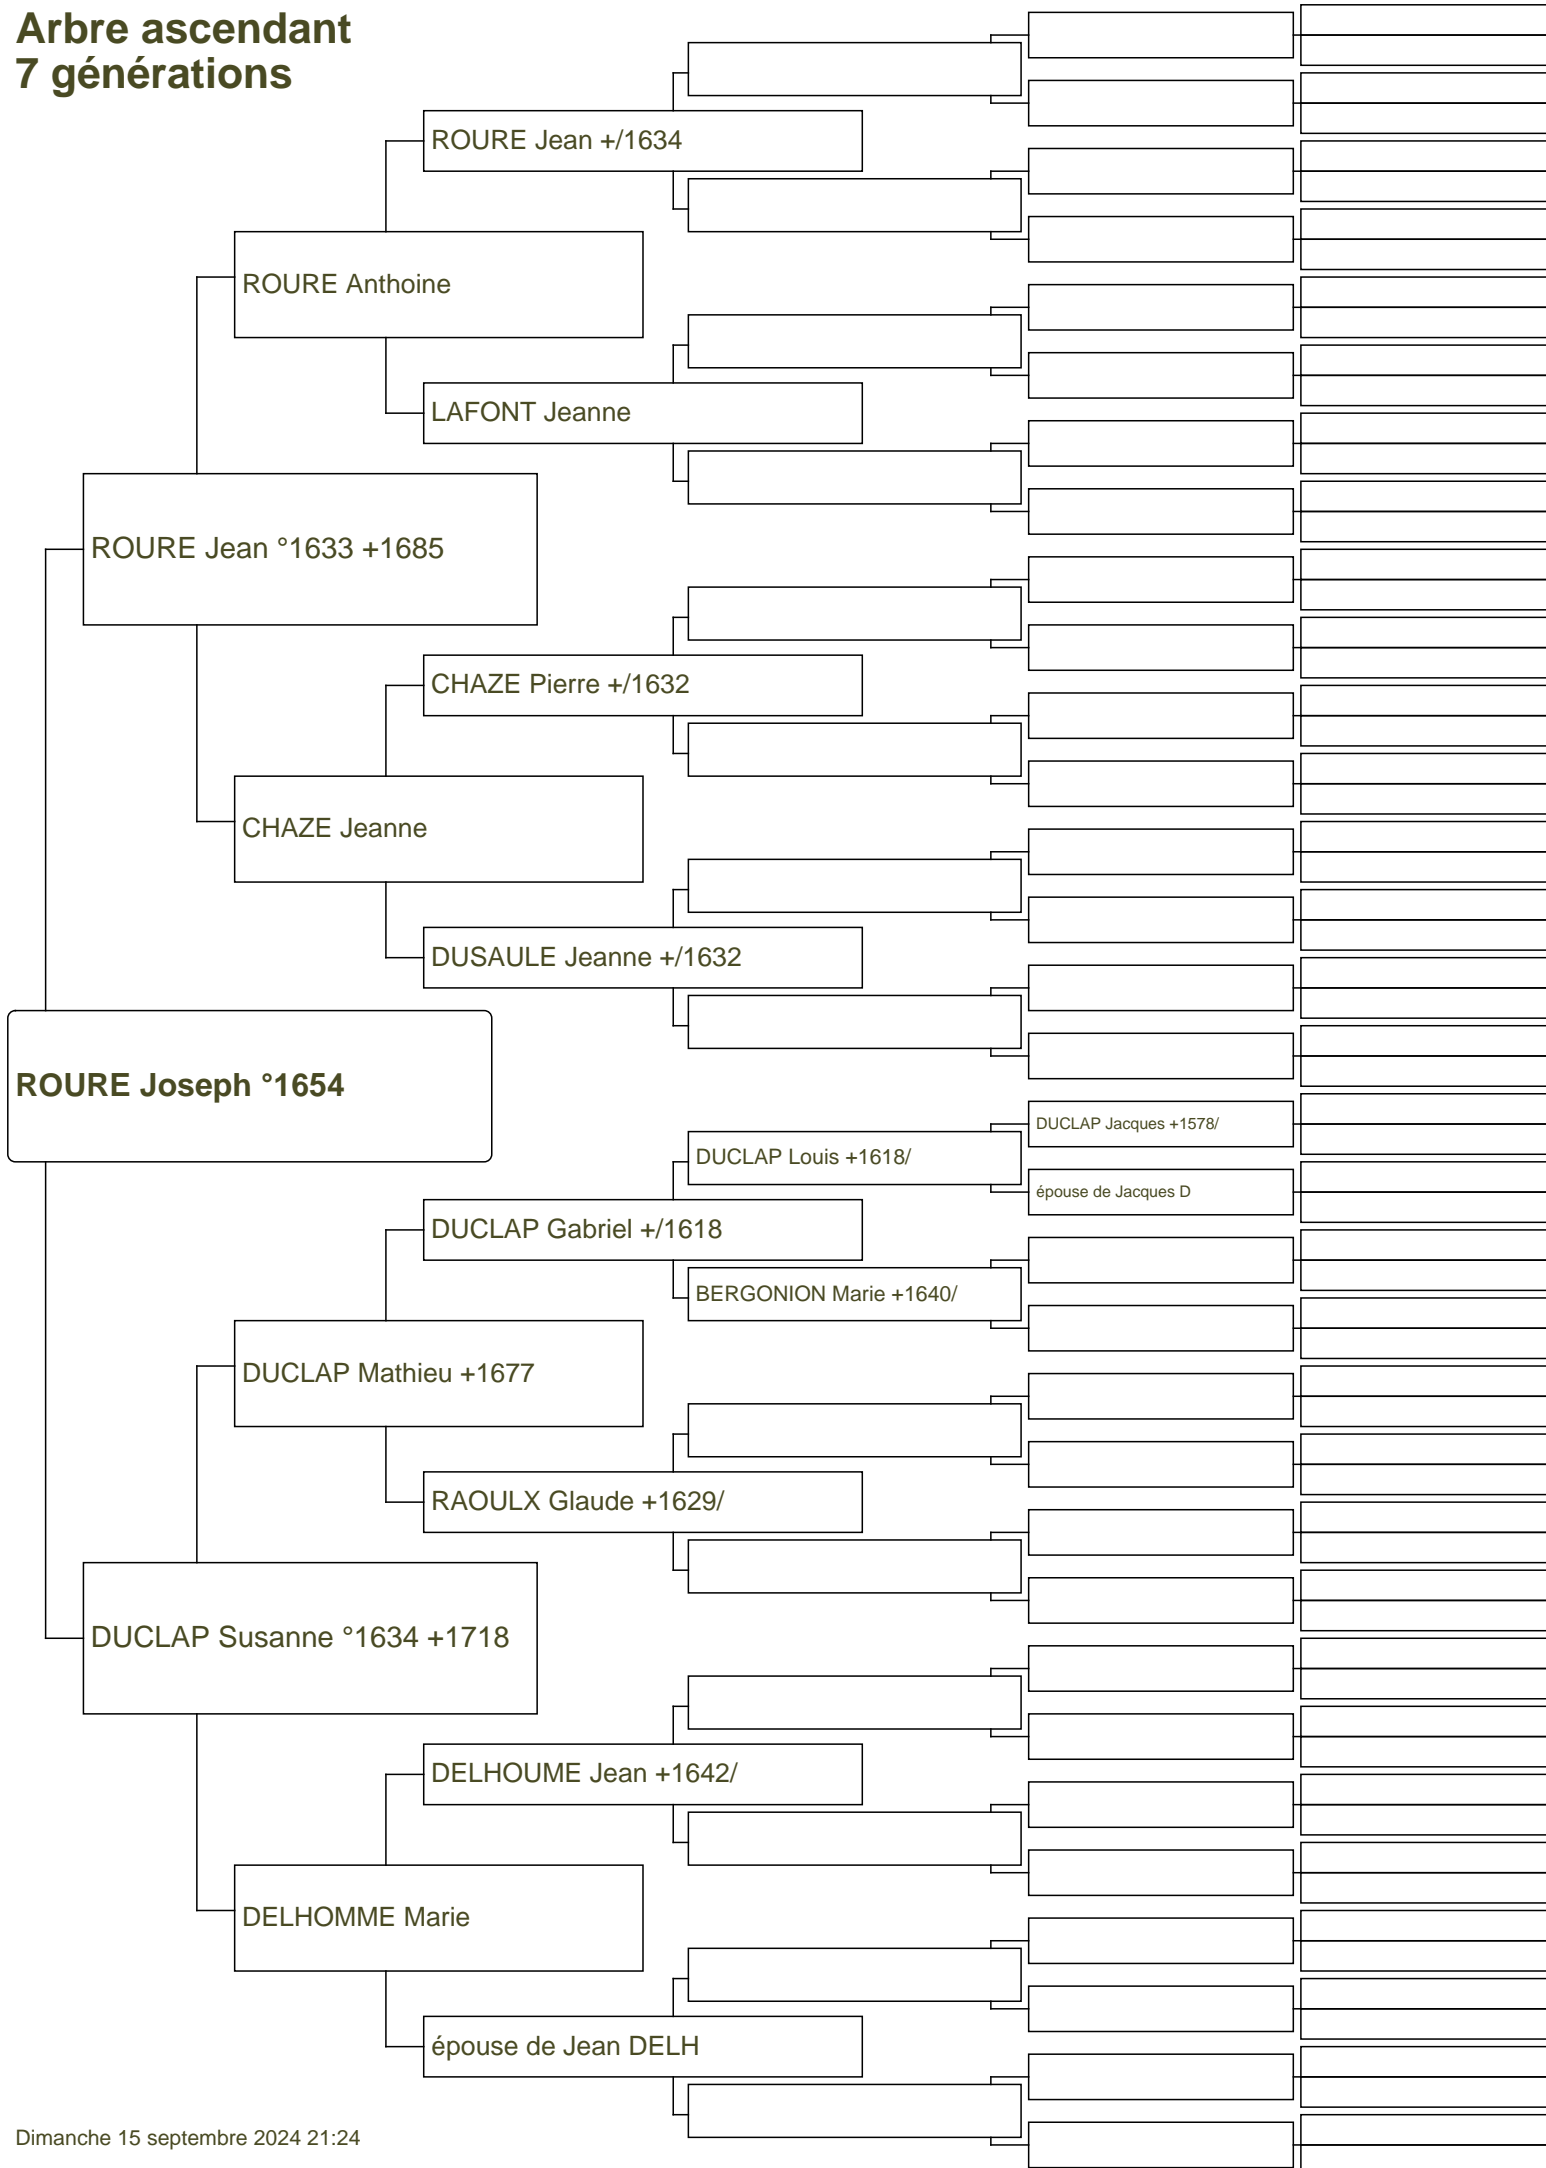 Arbre ascendant
7 générations
ROURE Jean +/1634
ROURE Anthoine
LAFONT Jeanne
ROURE Jean °1633 +1685
CHAZE Pierre +/1632
CHAZE Jeanne
DUSAULE Jeanne +/1632
ROURE Joseph °1654
DUCLAP Jacques +1578/
DUCLAP Louis +1618/
épouse de Jacques D
DUCLAP Gabriel +/1618
BERGONION Marie +1640/
DUCLAP Mathieu +1677
RAOULX Glaude +1629/
DUCLAP Susanne °1634 +1718
DELHOUME Jean +1642/
DELHOMME Marie
épouse de Jean DELH
Dimanche 15 septembre 2024 21:24